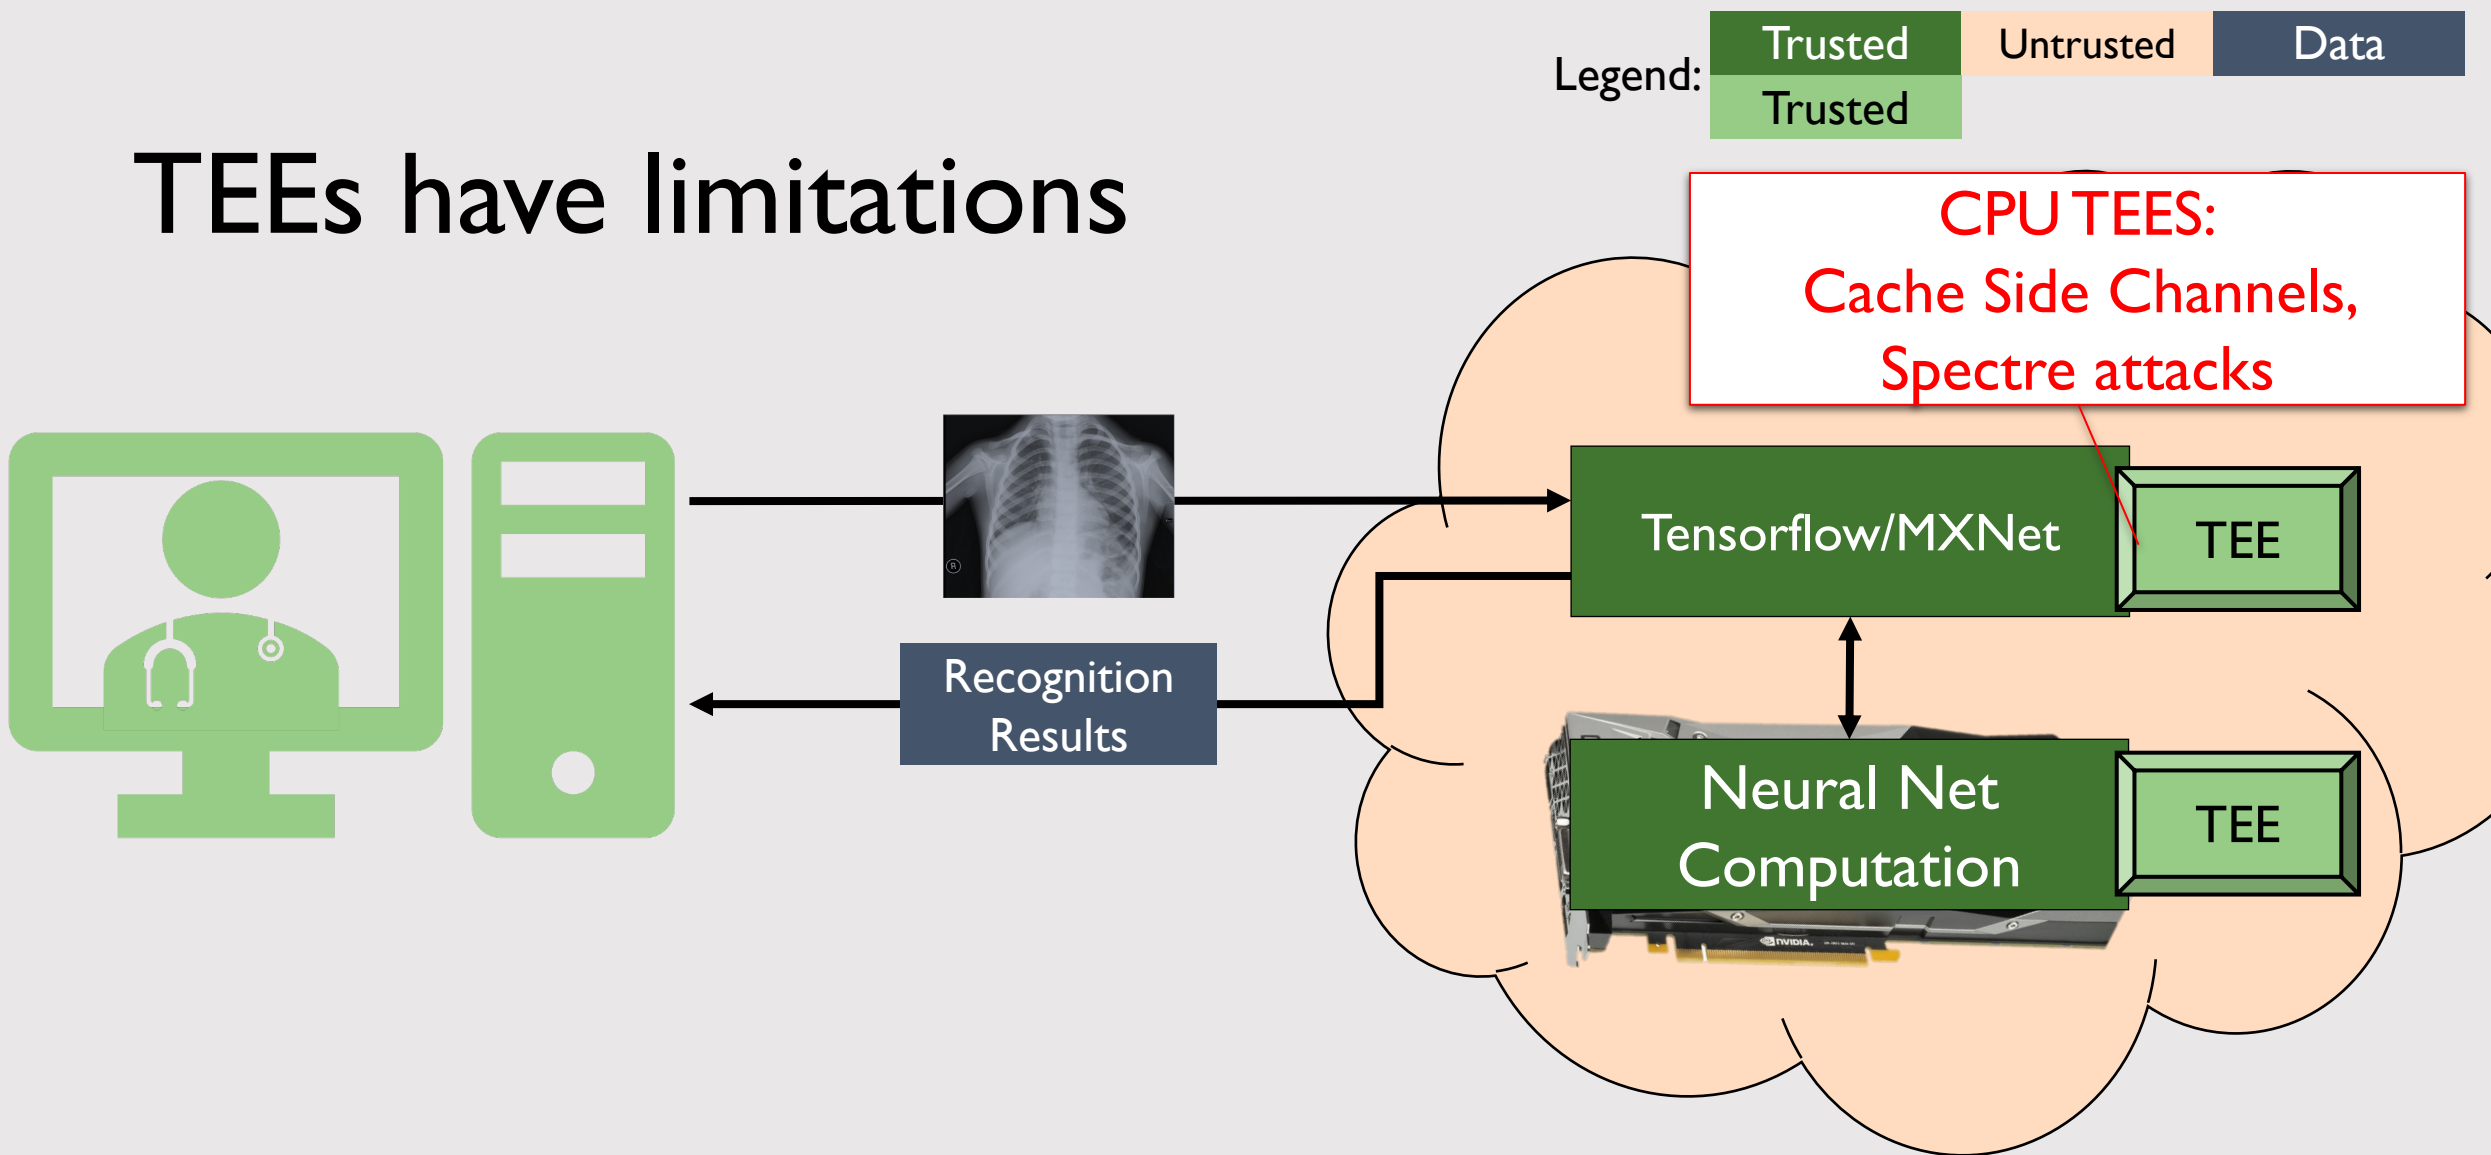 Legend:
Trusted
Untrusted
Data
Trusted
TEEs have limitations
CPU TEES:
Cache Side Channels,
Spectre attacks
Tensorflow/MXNet
TEE
Recognition
Results
Neural Net
Computation
TEE
NVIDIA.
R